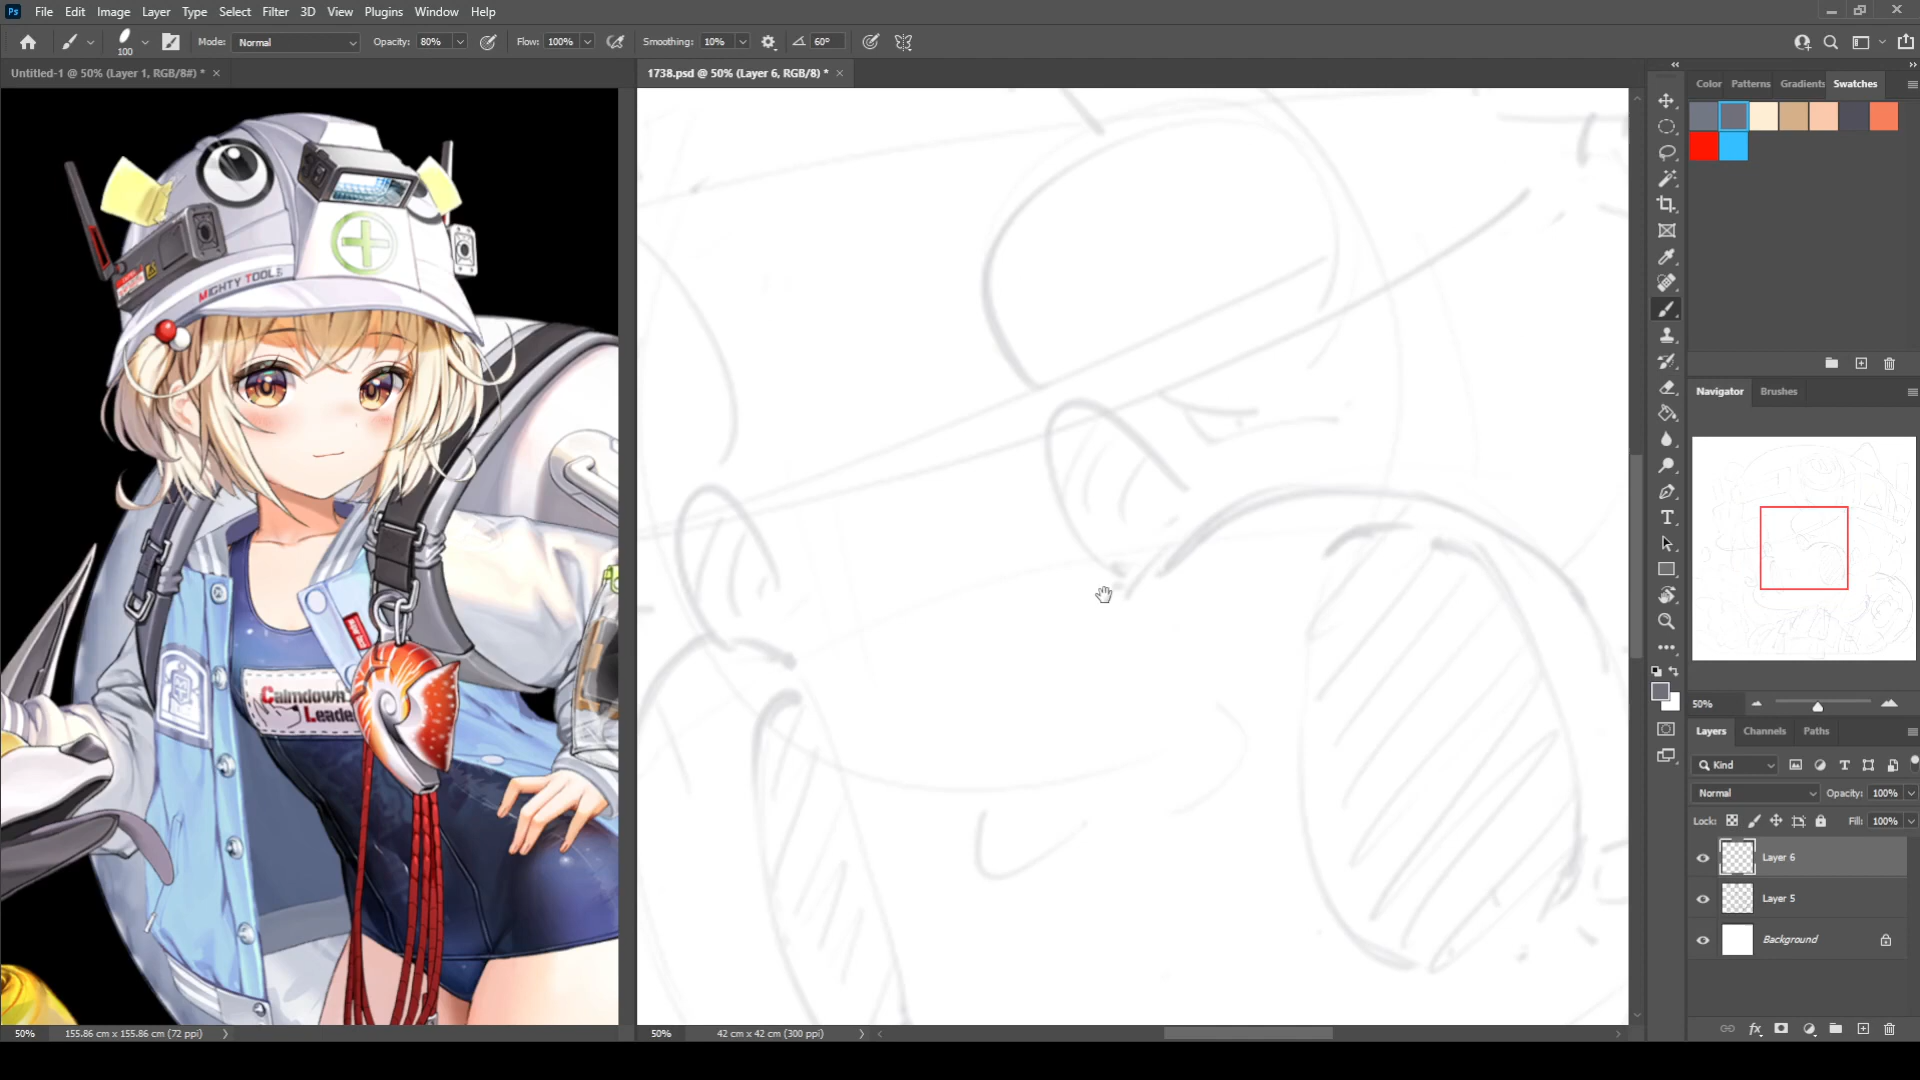 Ps File Edit Image Layer Type Select Filter 3D View Plugins Window Help
100 Mode: Normal Opacity: 80% Flow: 100% Smoothing: 10% 60°
Untitled-1 @ 50% (Layer 1, RGB/8#) * ×
1738.psd @ 50% (Layer 6, RGB/8) * ×
Color Patterns Gradients Swatches
MIGHTY TOOLS
Navigator Brushes
Calmdown.
Leade
50%
Layers Channels Paths
Kind
Normal Opacity: 100%
Lock: Fill: 100%
Layer 6
Layer 5
Background
50% 155.86 cm x 155.86 cm (72 ppi)
50% 42 cm x 42 cm (300 ppi)